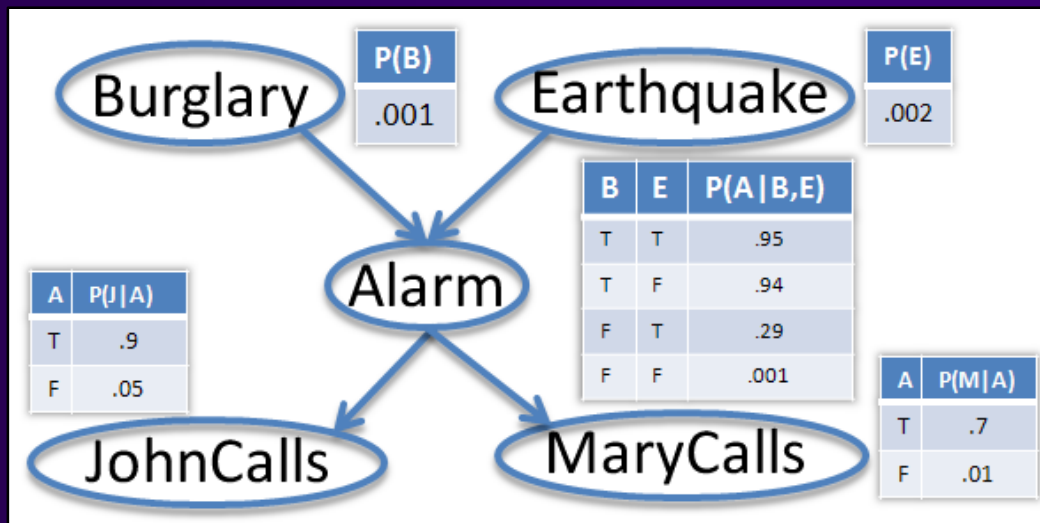 Burglary
P(B)
.001
Earthquake
P(E)
.002
B E P(A|B,E)
T T .95
T F .94
F T .29
F F .001
Alarm
A P(J|A)
T .9
F .05
A P(M|A)
T .7
F .01
JohnCalls
MaryCalls